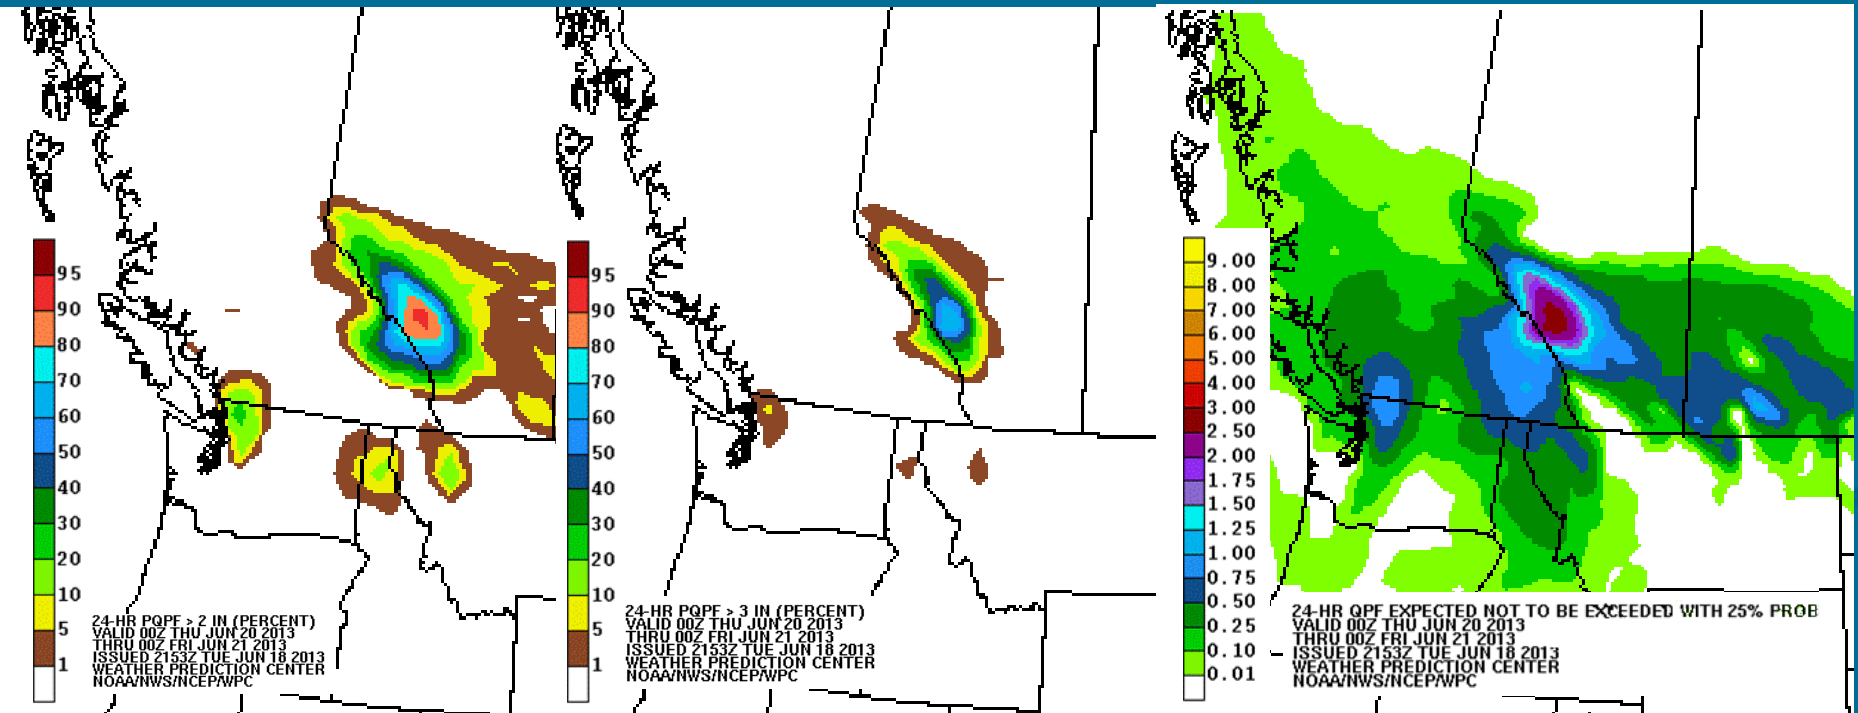 95
90
80
70
60
50
40
30
20
10
5
1
24-HR PQPF > 2 IN (PERCENT)
VALID 00Z THU JUN 20 2013
THRU 00Z FRI JUN 21 2013
ISSUED 2153Z TUE JUN 18 2013
WEATHER PREDICTION CENTER
NOAA/NWS/NCEP/WPC
95
90
80
70
60
50
40
30
20
10
5
1
24-HR PQPF > 3 IN (PERCENT)
VALID 00Z THU JUN 20 2013
THRU 00Z FRI JUN 21 2013
ISSUED 2153Z TUE JUN 18 2013
WEATHER PREDICTION CENTER
NOAA/NWS/NCEP/WPC
9.00
8.00
7.00
6.00
5.00
4.00
3.00
2.50
2.00
1.75
1.50
1.25
1.00
0.75
0.50
0.25
0.10
0.01
24-HR QPF EXPECTED NOT TO BE EXCEEDED WITH 25% PROB
VALID 00Z THU JUN 20 2013
THRU 00Z FRI JUN 21 2013
ISSUED 2153Z TUE JUN 18 2013
WEATHER PREDICTION CENTER
NOAA/NWS/NCEP/WPC